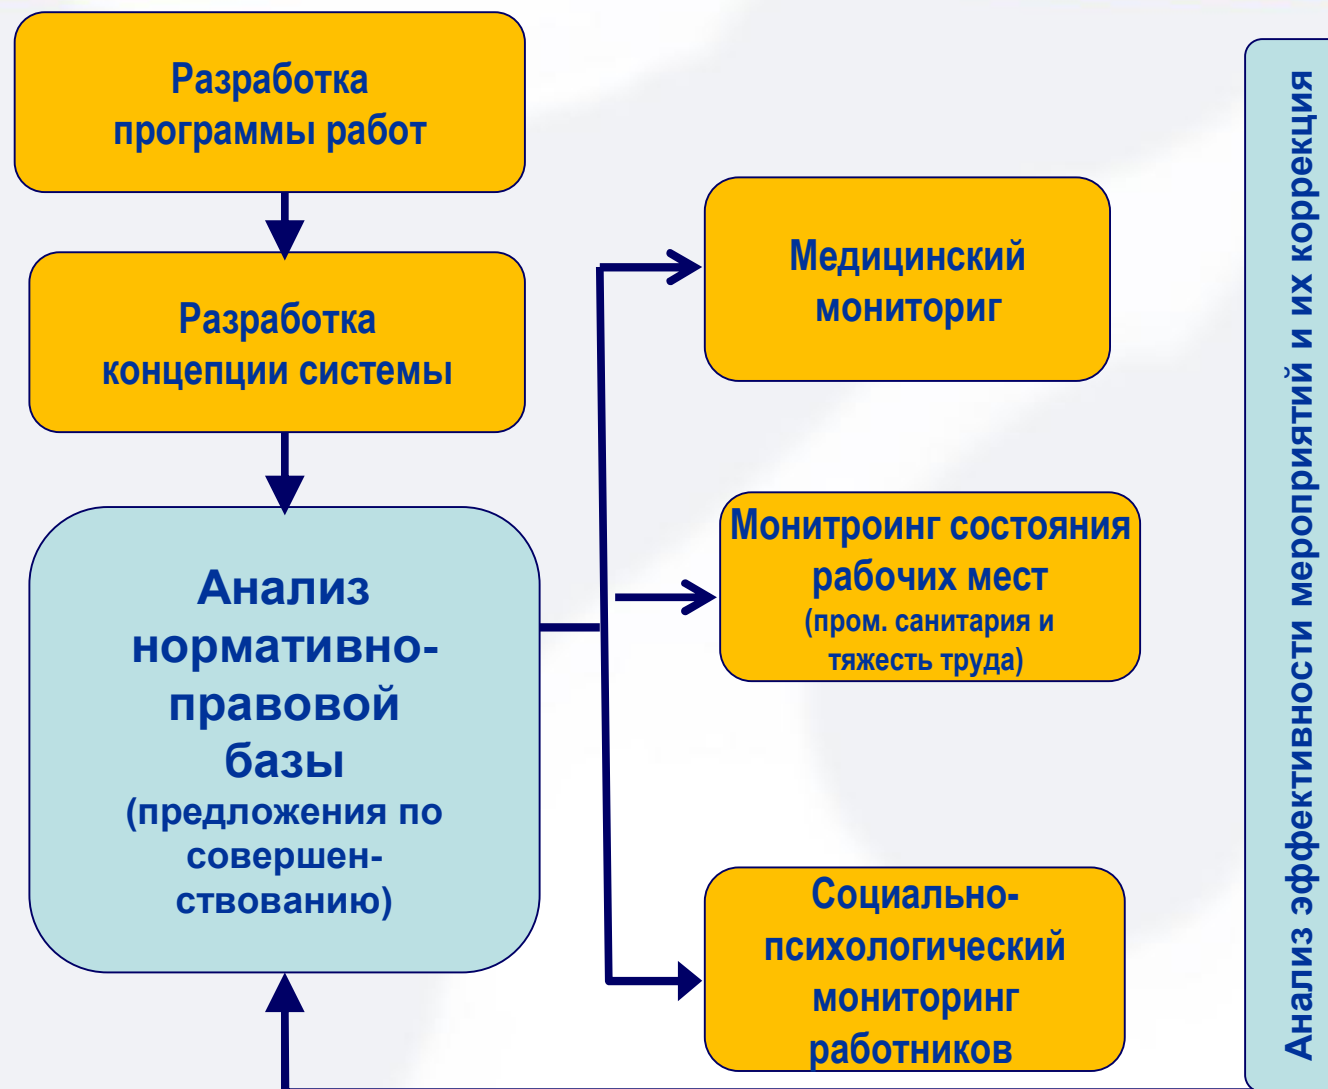 Разработка
программы работ
Разработка
концепции системы
Анализ
нормативно-
правовой
базы
(предложения по
совершен-
ствованию)
Медицинский
мониториг
Монитроинг состояния
рабочих мест
(пром. санитария и
тяжесть труда)
Социально-
психологический
мониторинг
работников
Анализ эффективности мероприятий и их коррекция